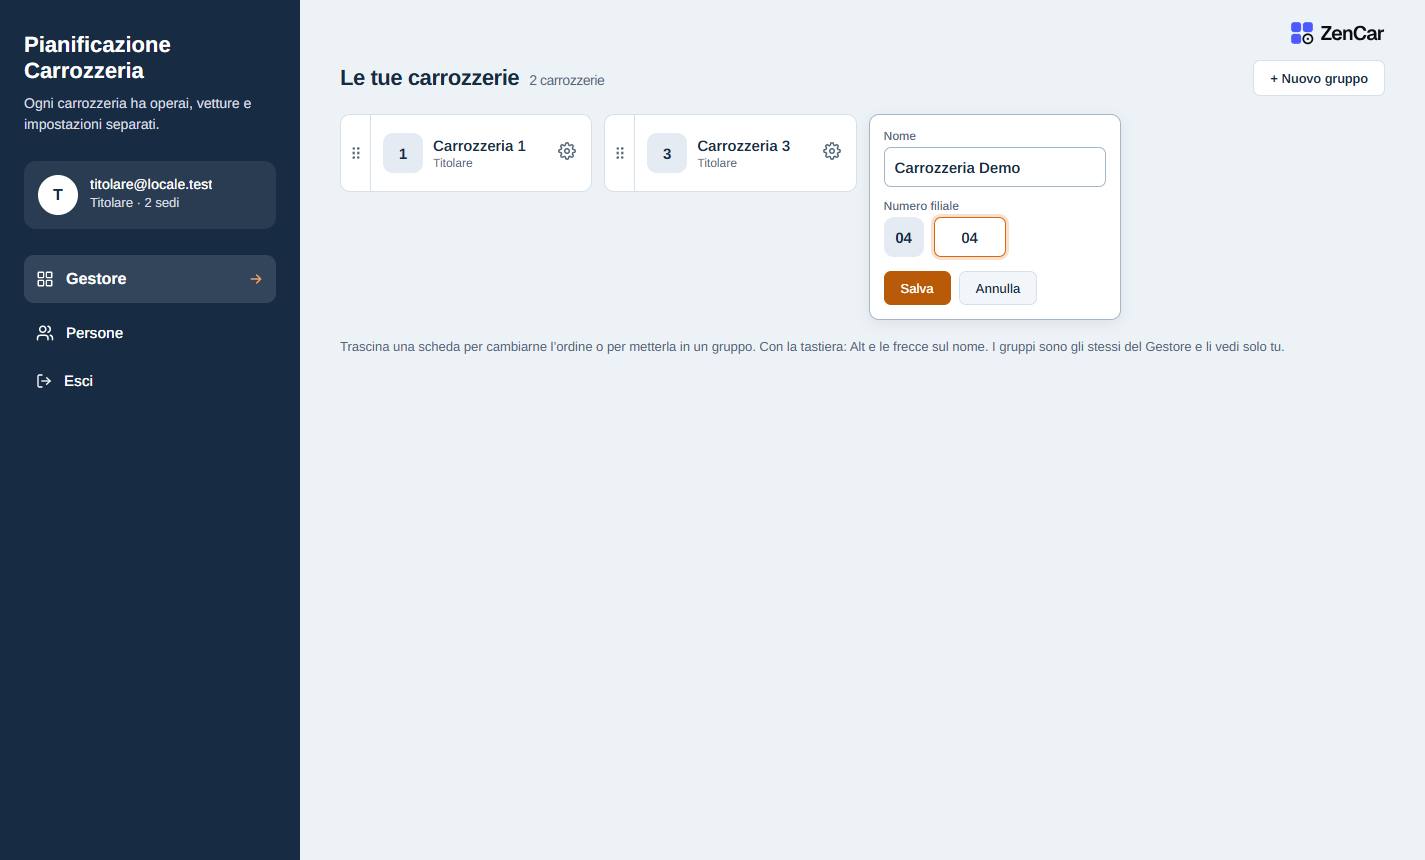 Pianificazione
Carrozzeria
Ogni carrozzeria ha operai, vetture e
impostazioni separati.
T
titolare@locale.test
Titolare · 2 sedi
Gestore
Persone
Esci
ZenCar
Le tue carrozzerie 2 carrozzerie
+ Nuovo gruppo
1
Carrozzeria 1
Titolare
3
Carrozzeria 3
Titolare
Nome
Carrozzeria Demo
Numero filiale
04 04
Salva Annulla
Trascina una scheda per cambiarne l'ordine o per metterla in un gruppo. Con la tastiera: Alt e le frecce sul nome. I gruppi sono gli stessi del Gestore e li vedi solo tu.